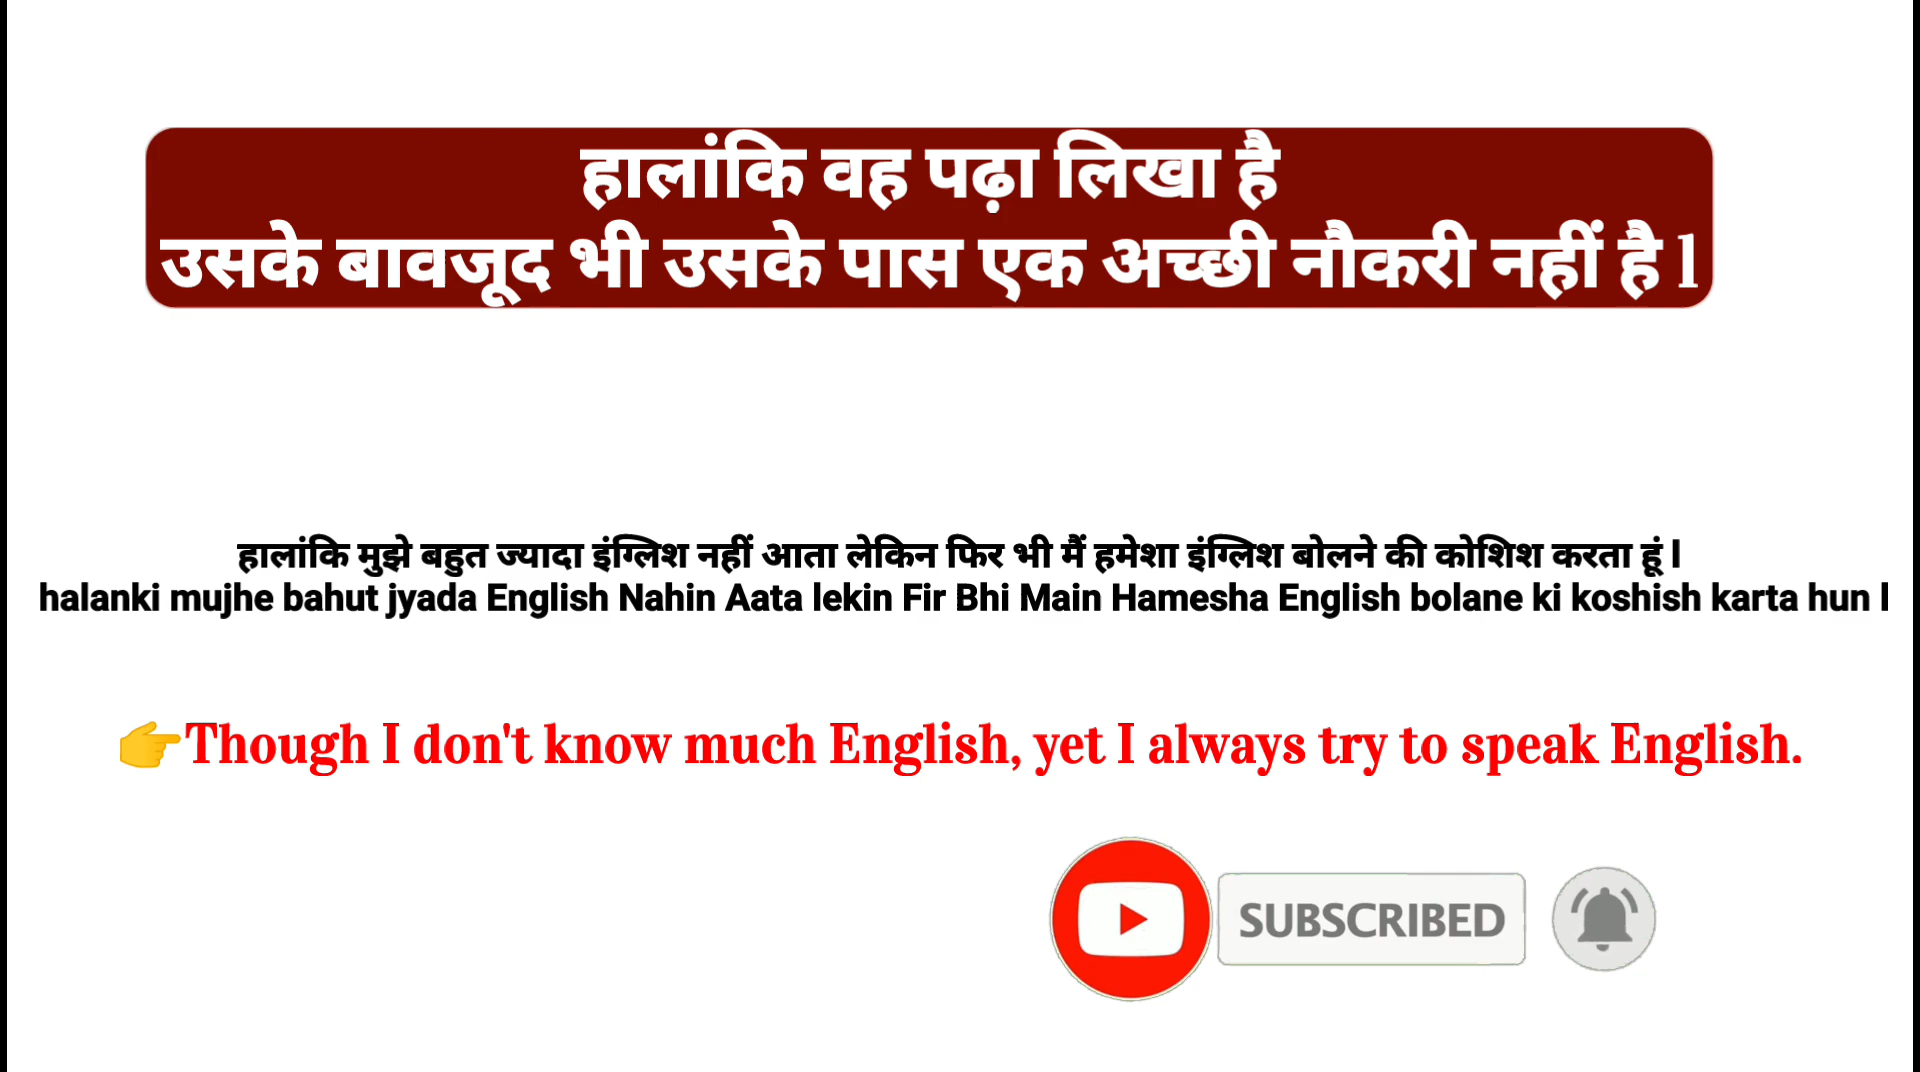 हालांकि वह पढ़ा लिखा है
उसके बावजूद भी उसके पास एक अच्छी नौकरी नहीं है l
हालांकि मुझे बहुत ज्यादा इंग्लिश नहीं आता लेकिन फिर भी मैं हमेशा इंग्लिश बोलने की कोशिश करता हूं l
halanki mujhe bahut jyada English Nahin Aata lekin Fir Bhi Main Hamesha English bolane ki koshish karta hun l
👉Though I don't know much English, yet I always try to speak English.
SUBSCRIBED